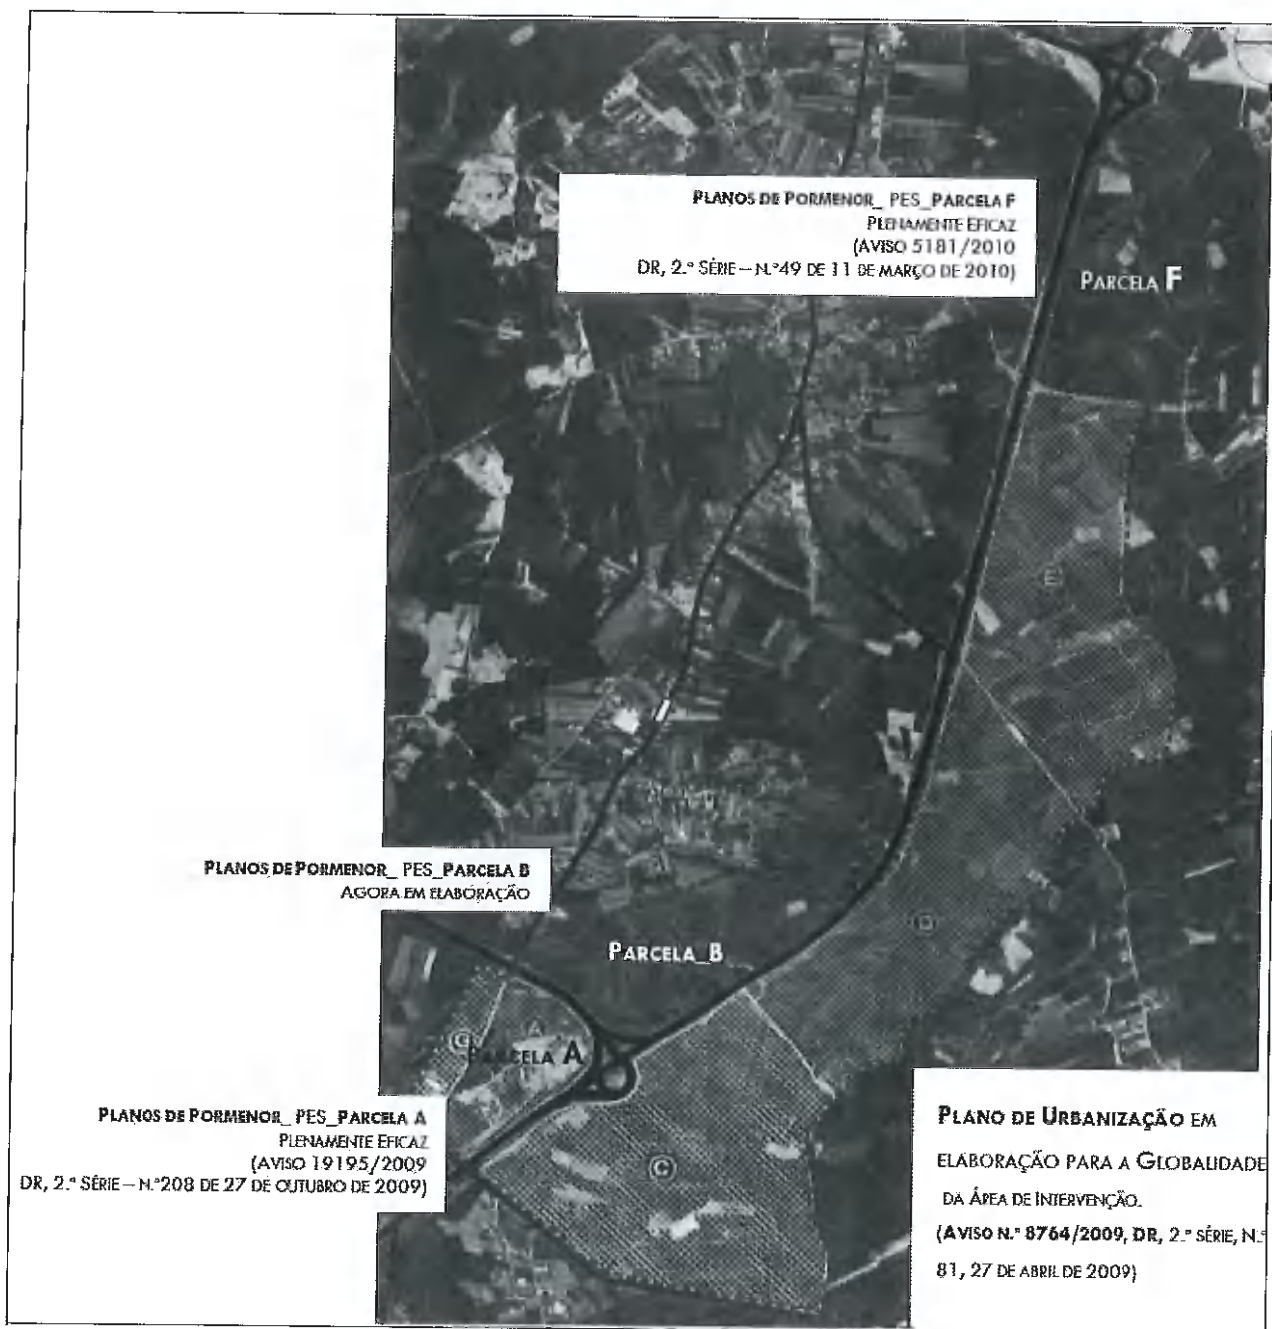 PLANOS DE PORMENOR_ PES_PARCELA F
PLENAMENTE EFICAZ
(AVISO 5181/2010
DR, 2.ª SÉRIE – N.º49 DE 11 DE MARÇO DE 2010)
PARCELA F
E
PLANOS DE PORMENOR_ PES_PARCELA B
AGORA EM ELABORAÇÃO
D
PARCELA_B
C
A
PARCELA A
PLANOS DE PORMENOR_ PES_PARCELA A
PLENAMENTE EFICAZ
(AVISO 19195/2009
DR, 2.ª SÉRIE – N.º208 DE 27 DE OUTUBRO DE 2009)
C
PLANO DE URBANIZAÇÃO EM
ELABORAÇÃO PARA A GLOBALIDADE
DA ÁREA DE INTERVENÇÃO.
(AVISO N.º 8764/2009, DR, 2.ª SÉRIE, N.º
81, 27 DE ABRIL DE 2009)